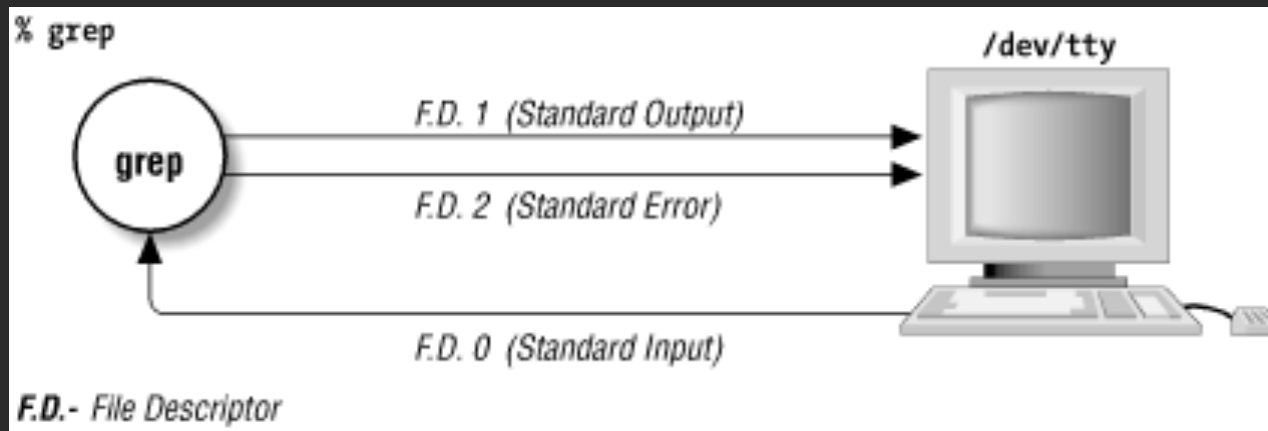 % grep
/dev/tty
F.D. 1 (Standard Output)
grep
F.D. 2 (Standard Error)
F.D. 0 (Standard Input)
F.D.- File Descriptor